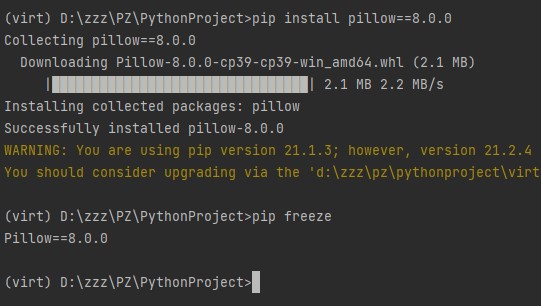 (virt) D:\zzz\PZ\PythonProject>pip install pillow==8.0.0
Collecting pillow==8.0.0
  Downloading Pillow-8.0.0-cp39-cp39-win_amd64.whl (2.1 MB)
     |████████████████████████████████| 2.1 MB 2.2 MB/s
Installing collected packages: pillow
Successfully installed pillow-8.0.0
WARNING: You are using pip version 21.1.3; however, version 21.2.4
You should consider upgrading via the 'd:\zzz\pz\pythonproject\virt
(virt) D:\zzz\PZ\PythonProject>pip freeze
Pillow==8.0.0
(virt) D:\zzz\PZ\PythonProject>